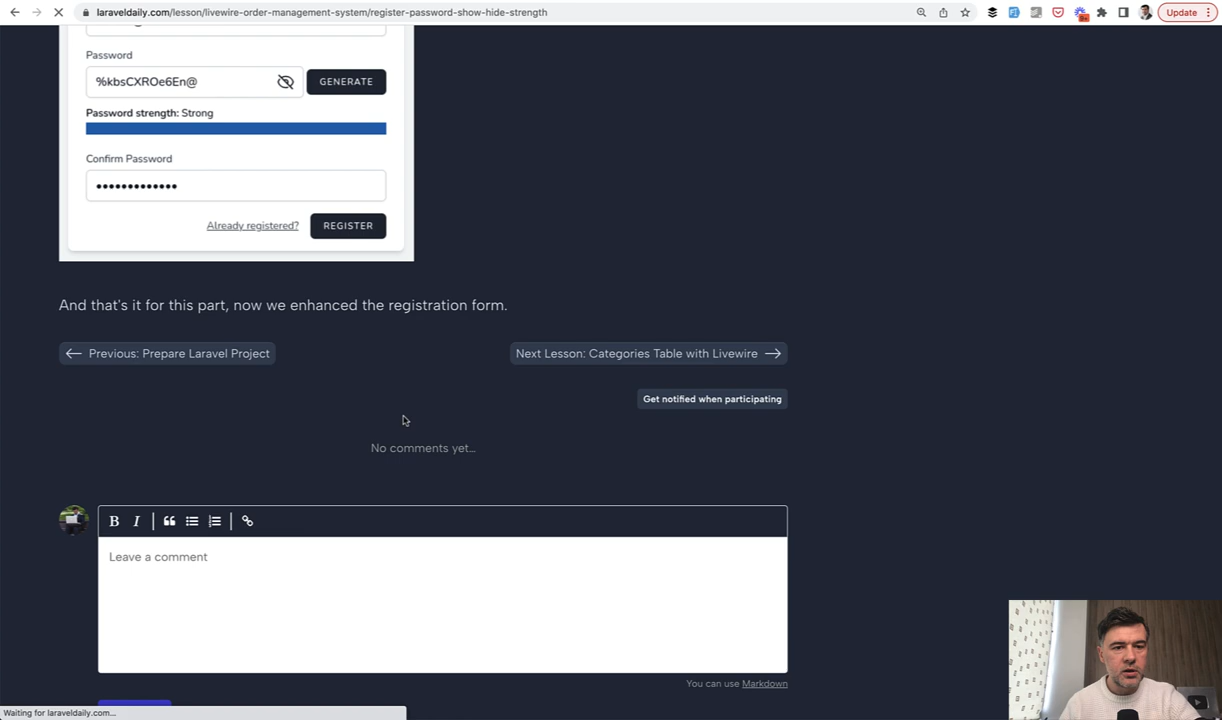 laraveldaily.com/lesson/livewire-order-management-system/register-password-show-hide-strength
Update
Password
%kbsCXROe6En@
GENERATE
Password strength: Strong
Confirm Password
•••••••••••••
Already registered?
REGISTER
And that's it for this part, now we enhanced the registration form.
← Previous: Prepare Laravel Project
Next Lesson: Categories Table with Livewire →
Get notified when participating
No comments yet…
B I
Leave a comment
You can use Markdown
Waiting for laraveldaily.com...